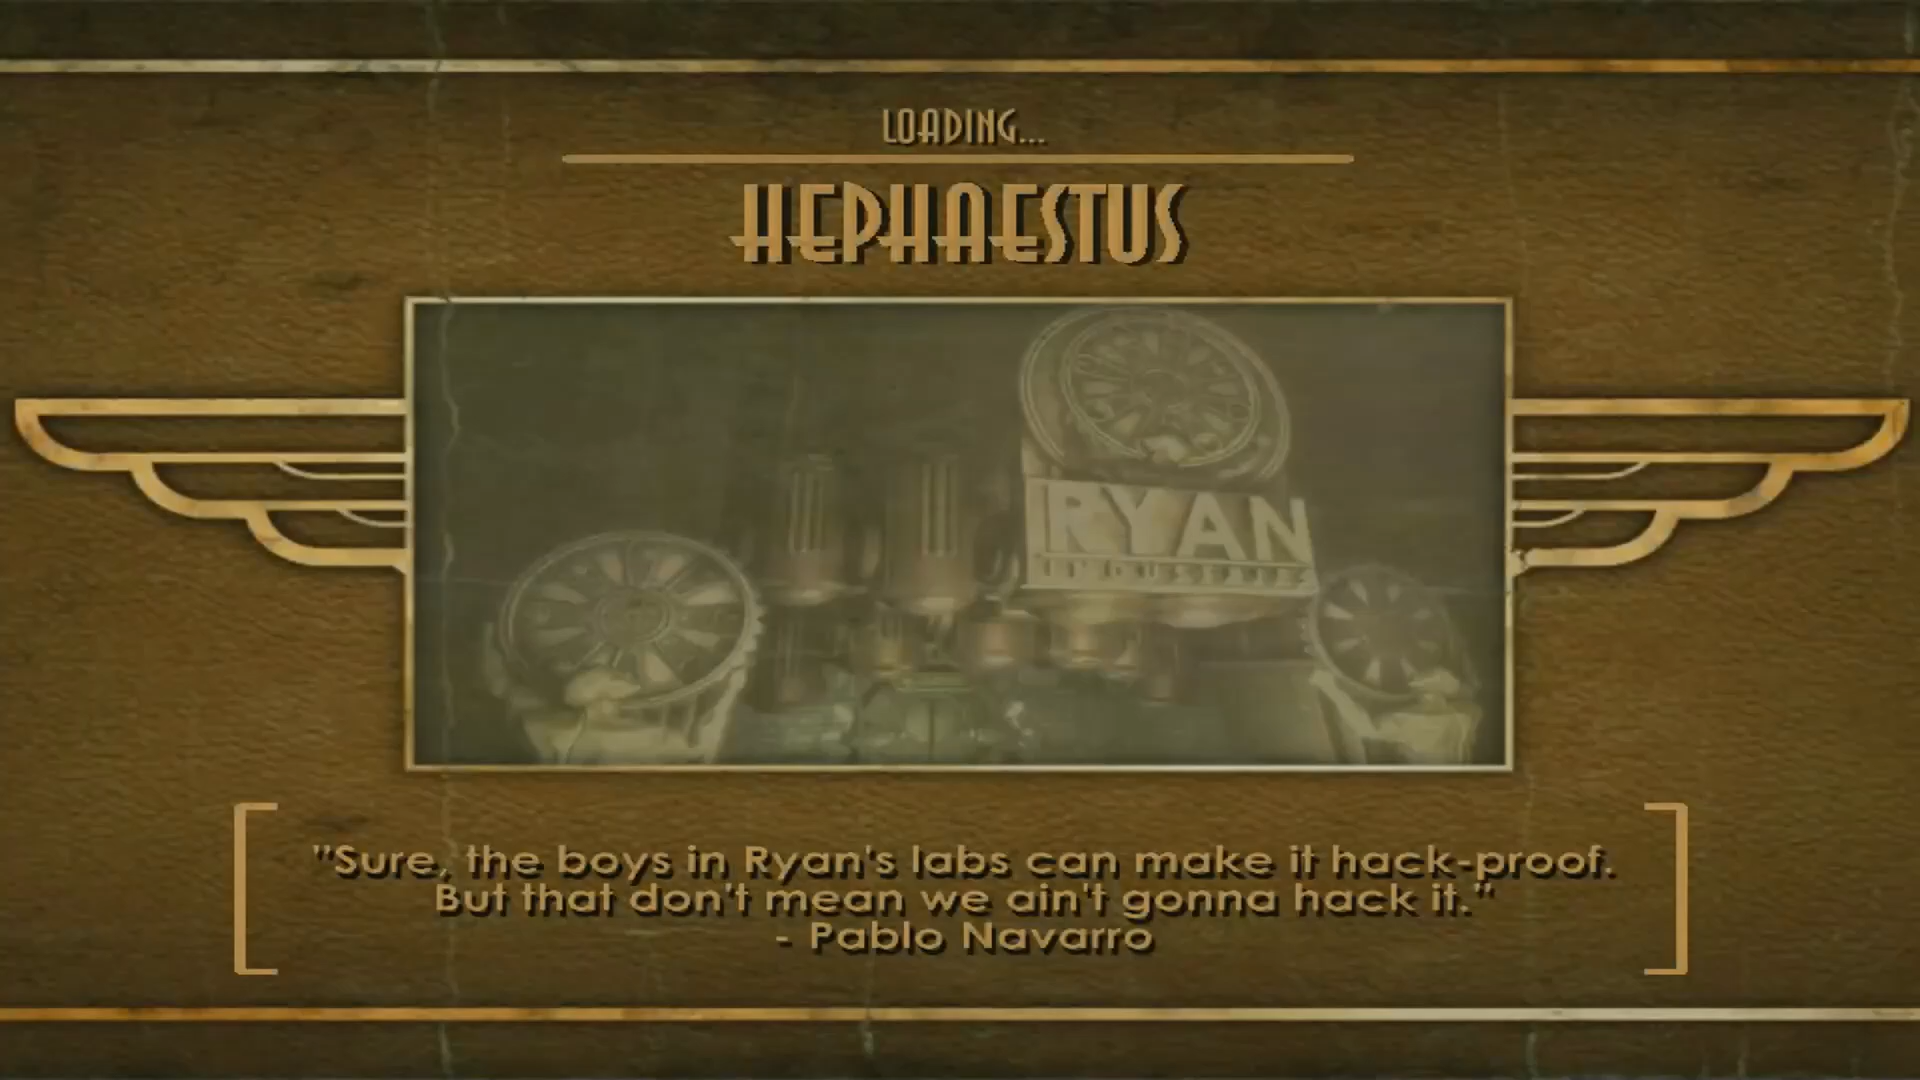 LOADING...
HEPHAESTUS
RYAN
INDUSTRIES
"Sure, the boys in Ryan's labs can make it hack-proof.
But that don't mean we ain't gonna hack it."
- Pablo Navarro